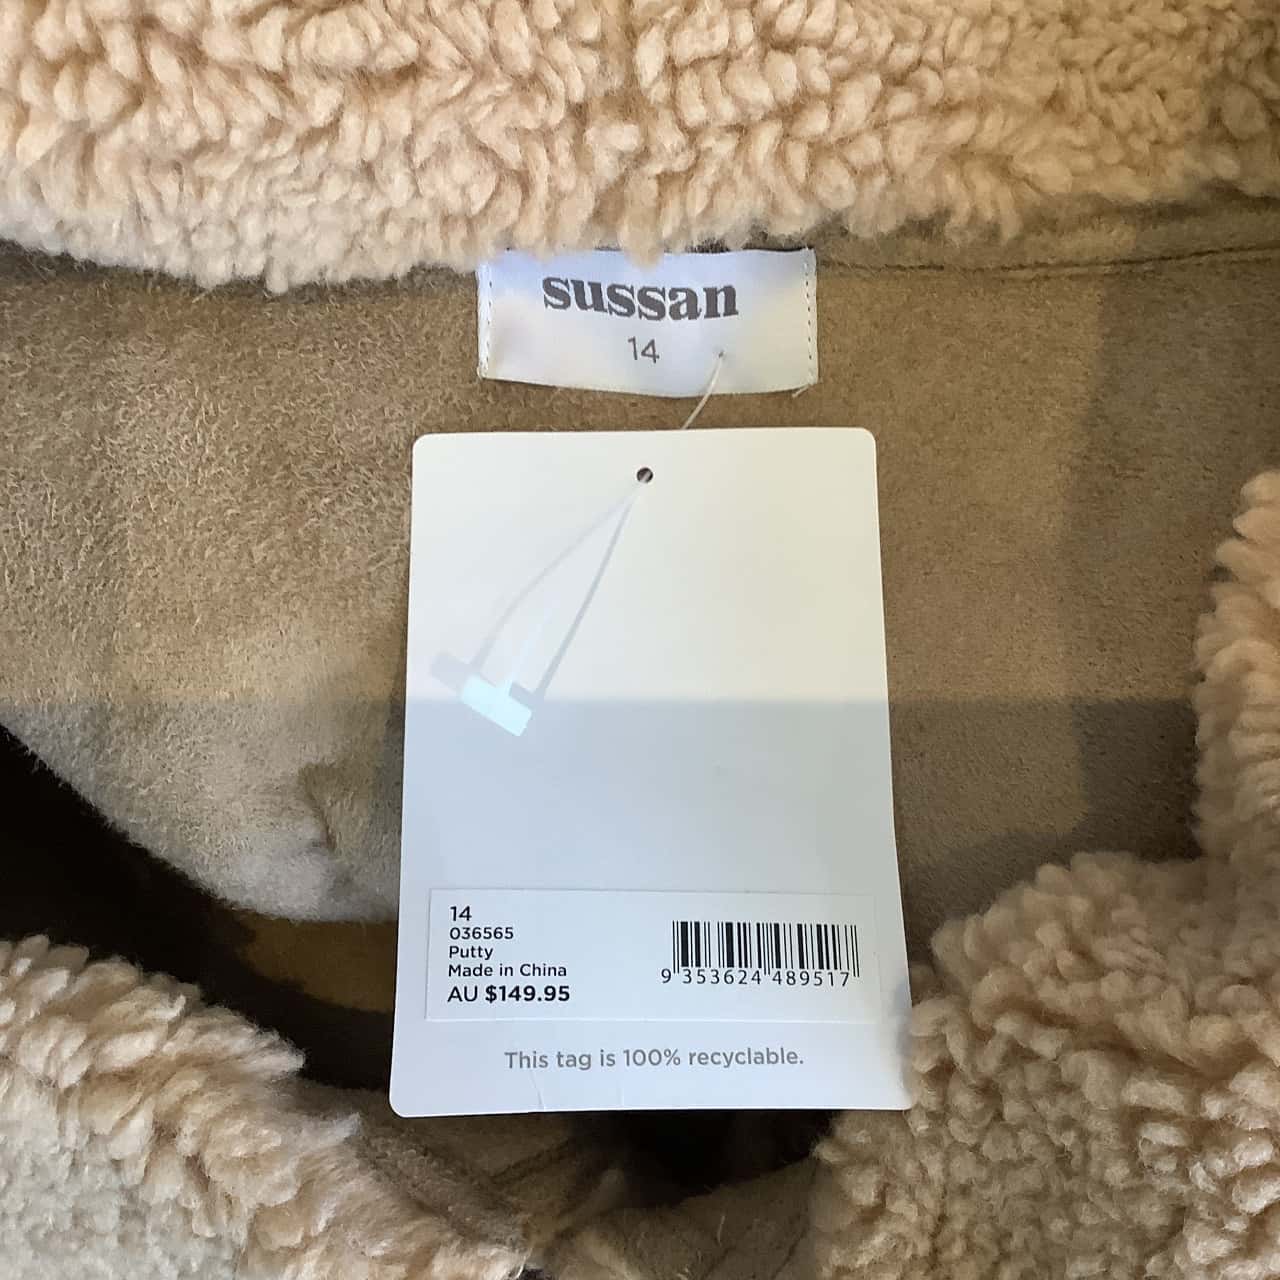 sussan
14
14
036565
Putty
Made in China
AU $149.95
9 353624 489517
This tag is 100% recyclable.